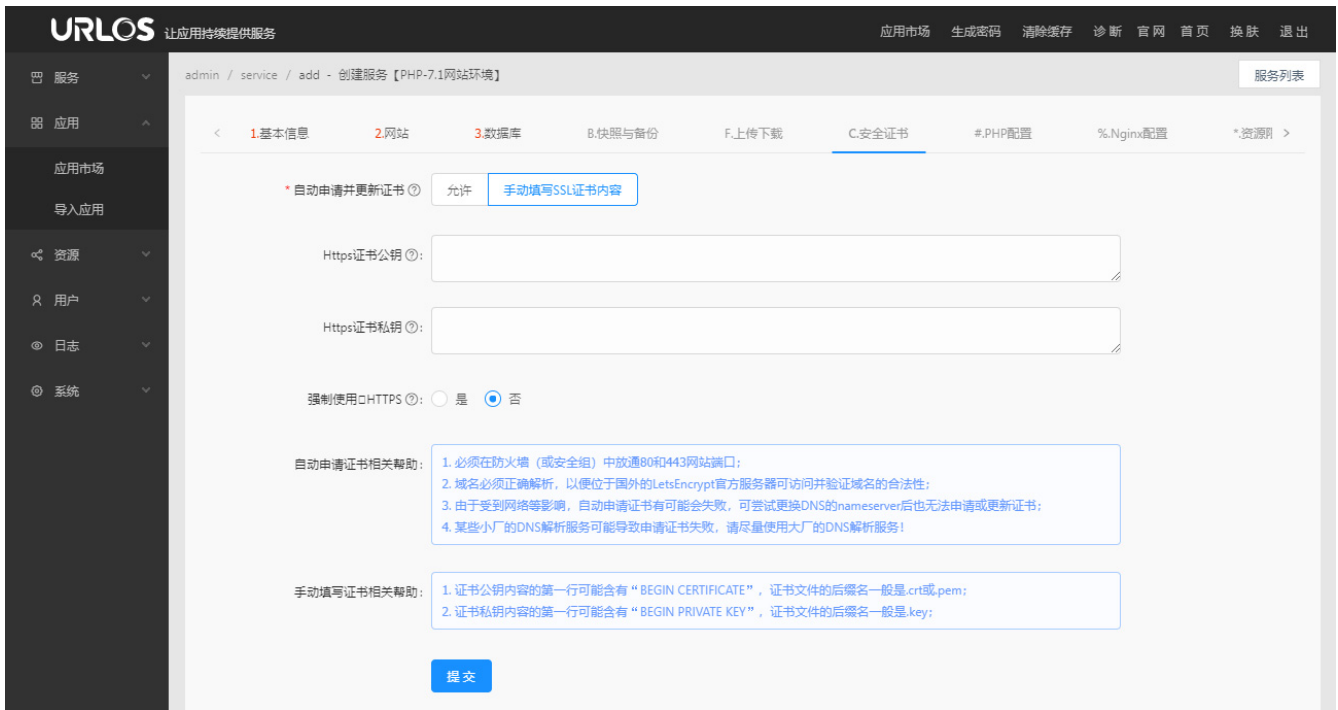 URLOS 让应用持续提供服务
应用市场 生成密码 清除缓存 诊断 官网 首页 换肤 退出
服务
admin / service / add - 创建服务【PHP-7.1网站环境】
服务列表
应用
< 1.基本信息 2.网站 3.数据库 B.快照与备份 F.上传下载 C.安全证书 #.PHP配置 %.Nginx配置 *.资源 >
应用市场
* 自动申请并更新证书 ? 允许 手动填写SSL证书内容
导入应用
资源
Https证书公钥 ? :
用户
Https证书私钥 ? :
日志
系统
强制使用□HTTPS ? : 是 否
自动申请证书相关帮助 :
1. 必须在防火墙（或安全组）中放通80和443网站端口;
2. 域名必须正确解析，以便位于国外的LetsEncrypt官方服务器可访问并验证域名的合法性;
3. 由于受到网络等影响，自动申请证书有可能会失败，可尝试更换DNS的nameserver后也无法申请或更新证书;
4. 某些小厂的DNS解析服务可能导致申请证书失败，请尽量使用大厂的DNS解析服务!
手动填写证书相关帮助 :
1. 证书公钥内容的第一行可能含有“BEGIN CERTIFICATE”，证书文件的后缀名一般是.crt或.pem;
2. 证书私钥内容的第一行可能含有“BEGIN PRIVATE KEY”，证书文件的后缀名一般是.key;
提交